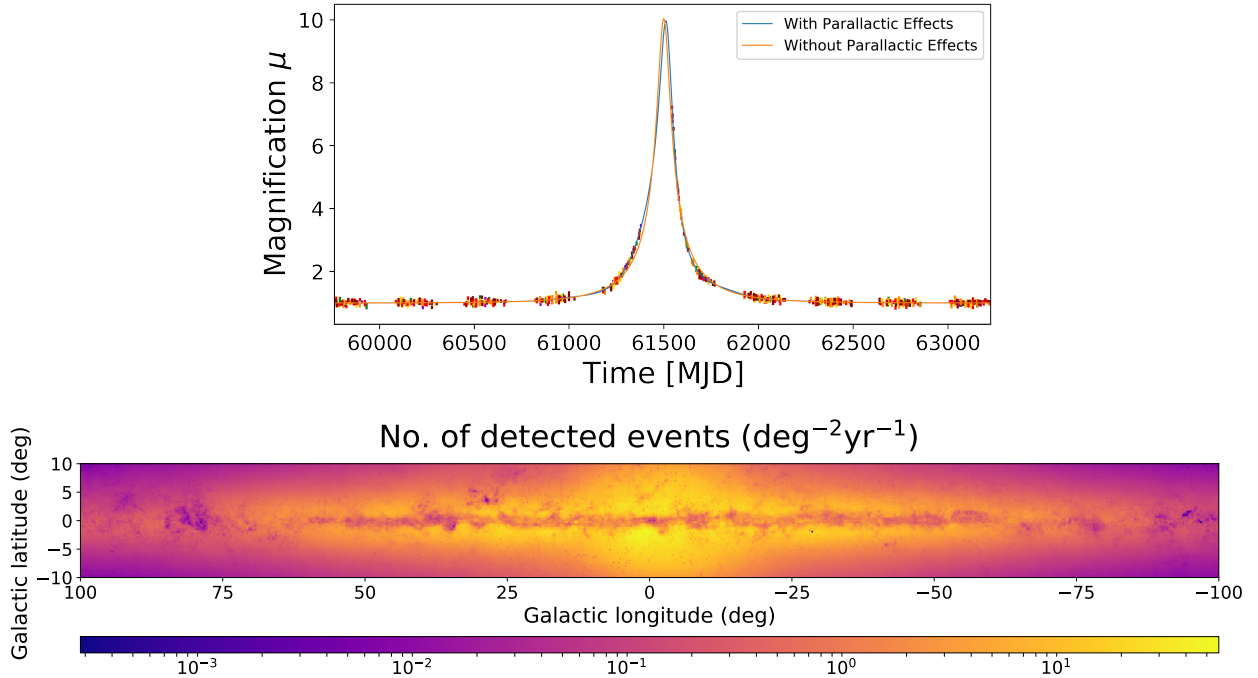 10
8
6
4
2
Magnification μ
With Parallactic Effects
Without Parallactic Effects
60000 60500 61000 61500 62000 62500 63000
Time [MJD]
No. of detected events (deg⁻²yr⁻¹)
Galactic latitude (deg)
10
5
0
−5
−10
100 75 50 25 0 −25 −50 −75 −100
Galactic longitude (deg)
10⁻³ 10⁻² 10⁻¹ 10⁰ 10¹